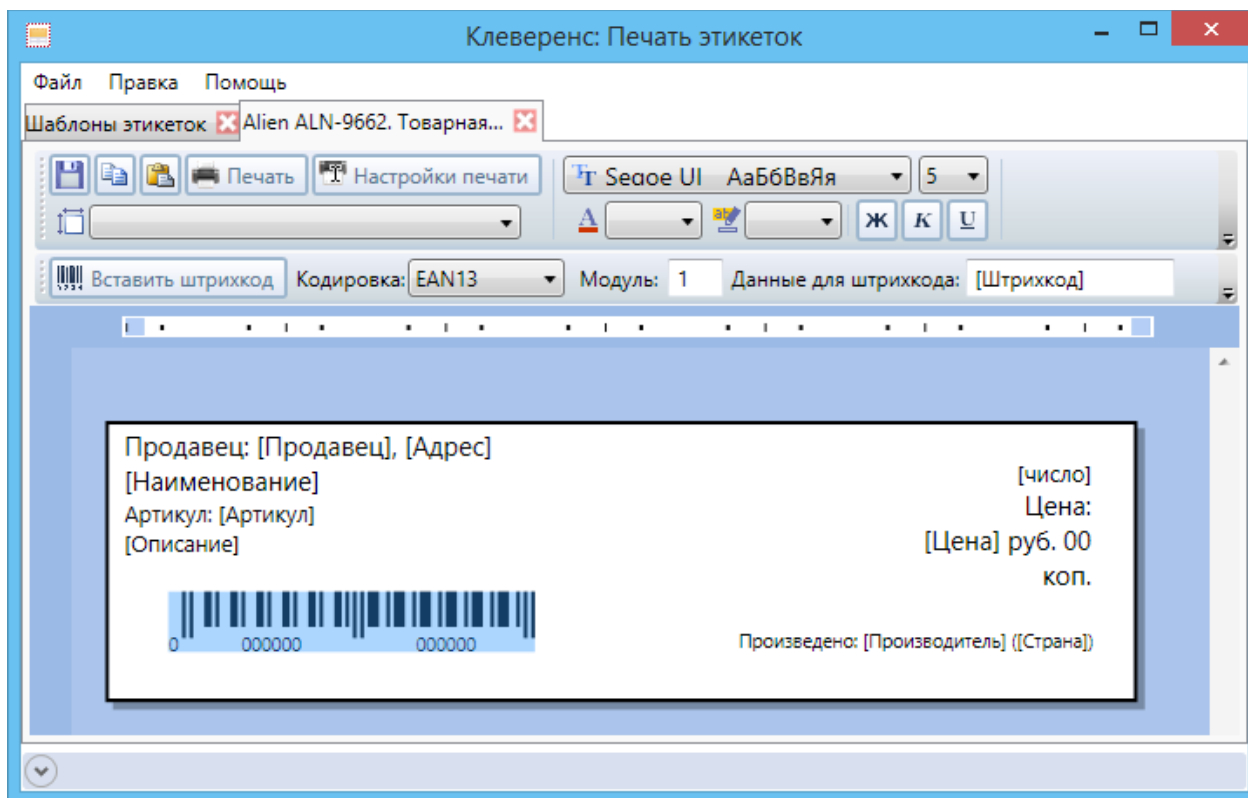 Клеверенс: Печать этикеток
Файл Правка Помощь
Шаблоны этикеток Alien ALN-9662. Товарная...
Печать Настройки печати Segoe UI АаБбВвЯя 5
Ж К U
Вставить штрихкод Кодировка: EAN13 Модуль: 1 Данные для штрихкода: [Штрихкод]
Продавец: [Продавец], [Адрес]
[Наименование]
[число]
Артикул: [Артикул]
Цена:
[Описание]
[Цена] руб. 00
коп.
0 000000 000000
Произведено: [Производитель] ([Страна])